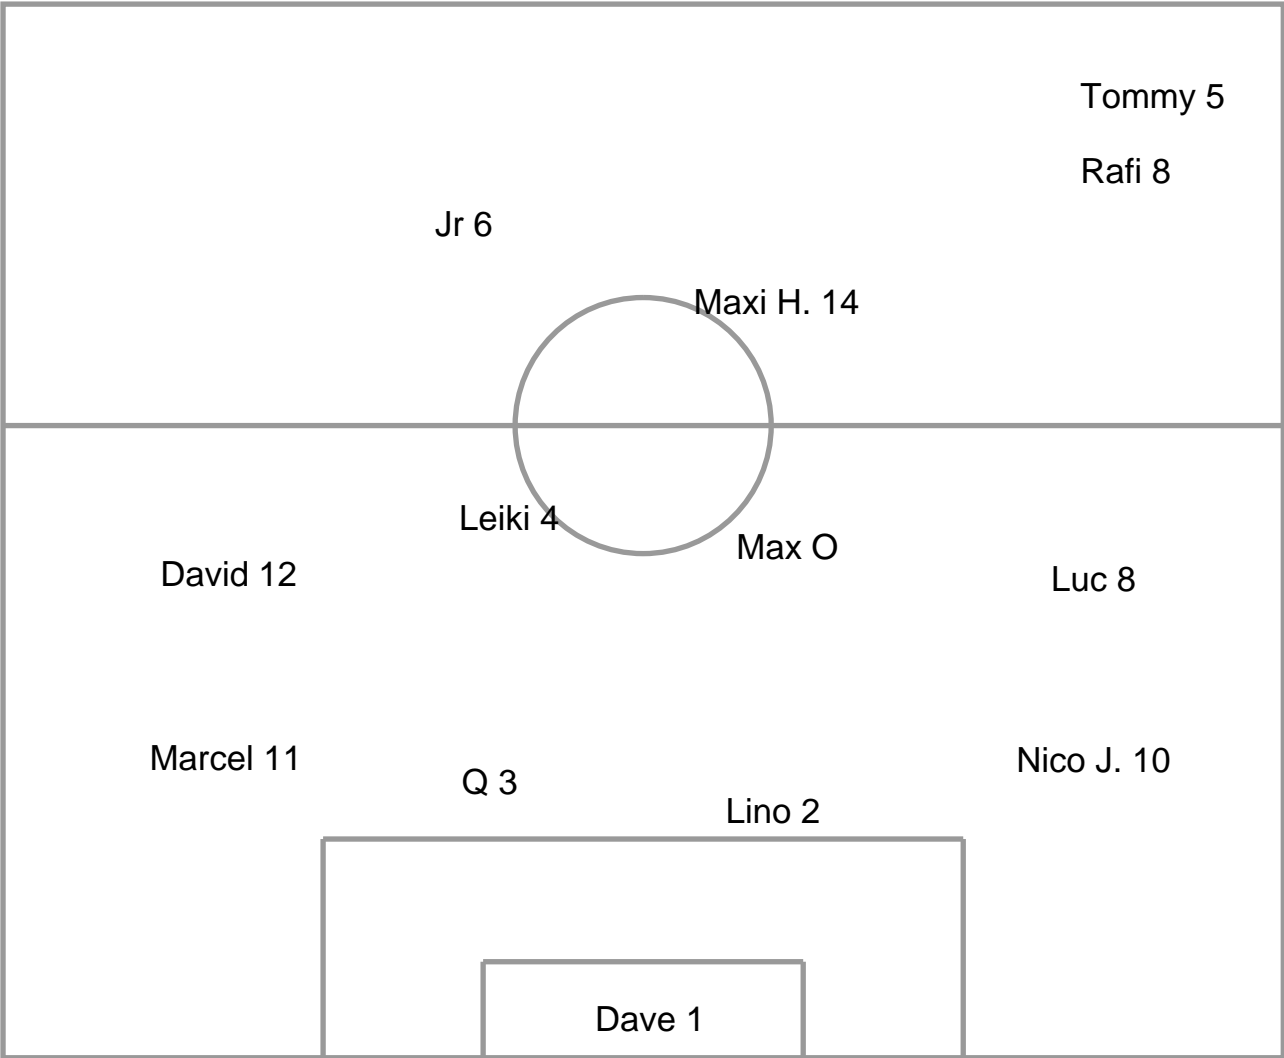 Tommy 5
Rafi 8
Jr 6
Maxi H. 14
Leiki 4
Max O
David 12
Luc 8
Marcel 11
Nico J. 10
Q 3
Lino 2
Dave 1